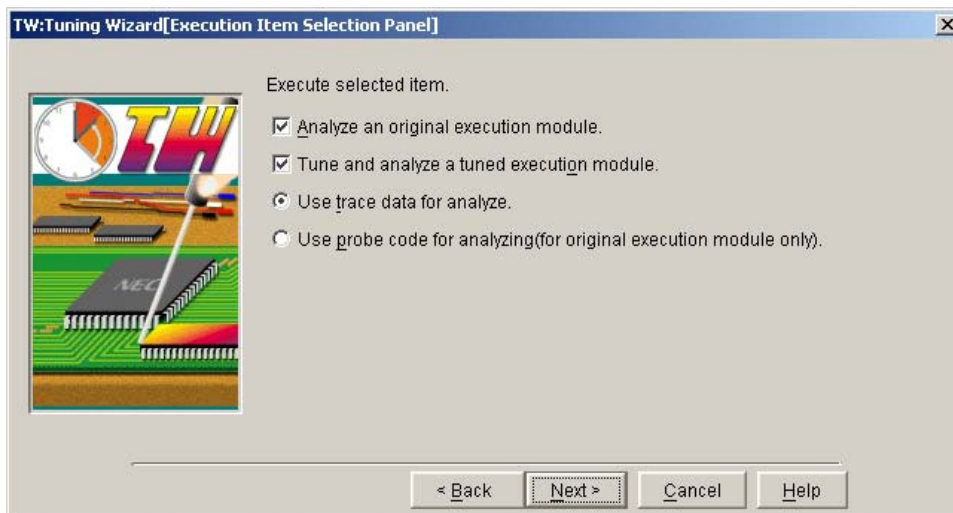 TW:Tuning Wizard[Execution Item Selection Panel]
Execute selected item.
Analyze an original execution module.
Tune and analyze a tuned execution module.
Use trace data for analyze.
Use probe code for analyzing(for original execution module only).
TW
NEC
< Back
Next >
Cancel
Help